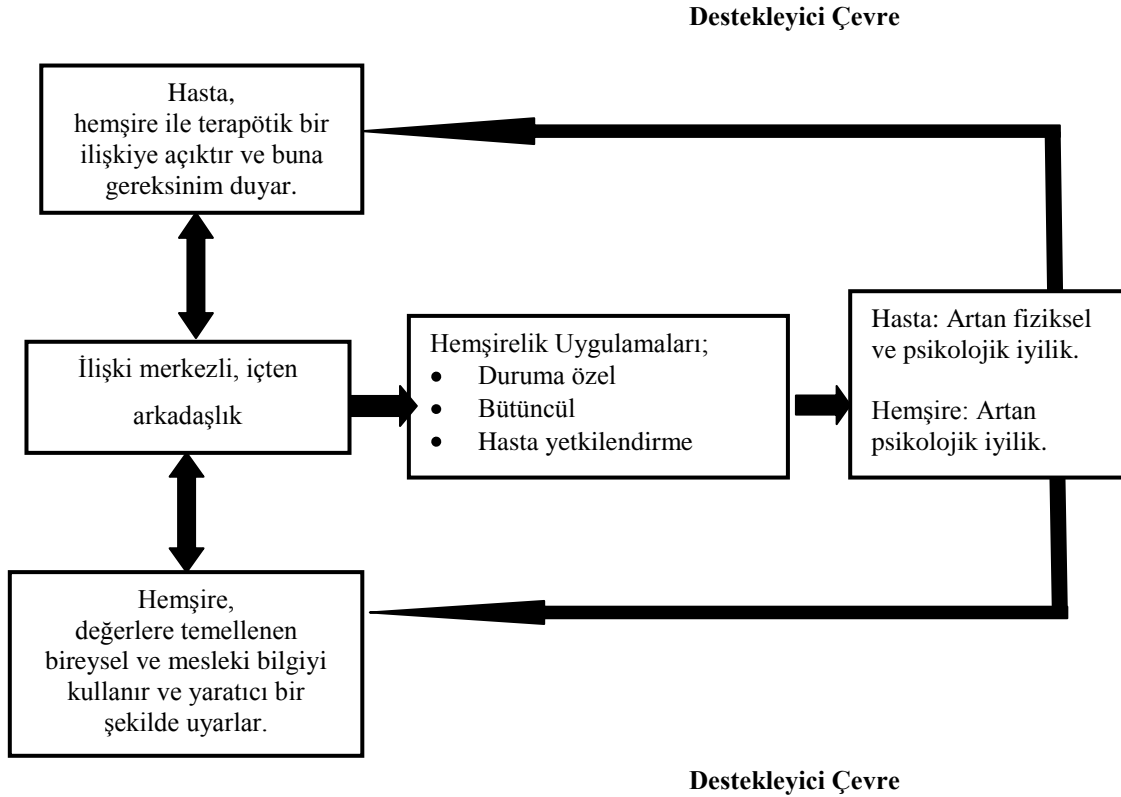 Destekleyici Çevre
Hasta,
hemşire ile terapötik bir
ilişkiye açıktır ve buna
gereksinim duyar.
İlişki merkezli, içten
arkadaşlık
Hemşire,
değerlere temellenen
bireysel ve mesleki bilgiyi
kullanır ve yaratıcı bir
şekilde uyarlar.
Hemşirelik Uygulamaları;
• Duruma özel
• Bütüncül
• Hasta yetkilendirme
Hasta: Artan fiziksel
ve psikolojik iyilik.
Hemşire: Artan
psikolojik iyilik.
Destekleyici Çevre